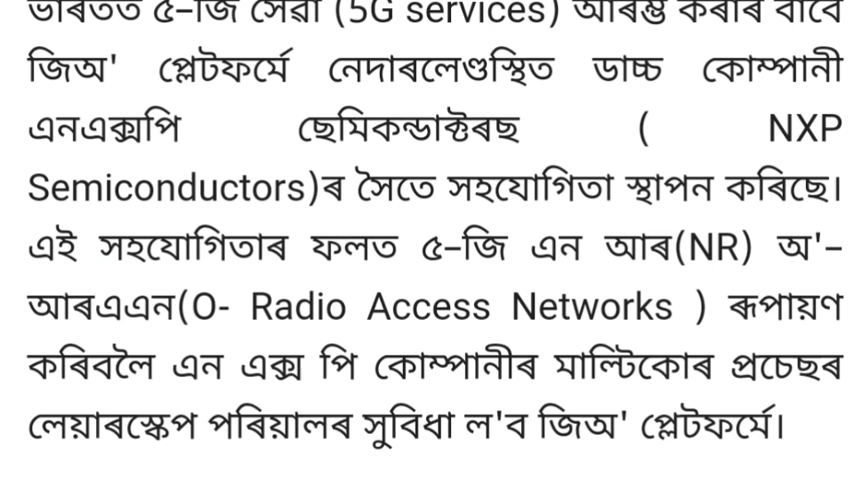 ভাৰতত ৫–জি সেৱা (5G services) আৰম্ভ কৰাৰ বাবে
জিঅ' প্লেটফৰ্মে নেদাৰলেণ্ডস্থিত ডাচ্চ কোম্পানী
এনএক্সপি ছেমিকন্ডাক্টৰছ ( NXP
Semiconductors)ৰ সৈতে সহযোগিতা স্থাপন কৰিছে।
এই সহযোগিতাৰ ফলত ৫–জি এন আৰ(NR) অ'–
আৰএএন(O- Radio Access Networks ) ৰূপায়ণ
কৰিবলৈ এন এক্স পি কোম্পানীৰ মাল্টিকোৰ প্ৰচেছৰ
লেয়াৰস্কেপ পৰিয়ালৰ সুবিধা ল'ব জিঅ' প্লেটফৰ্মে।